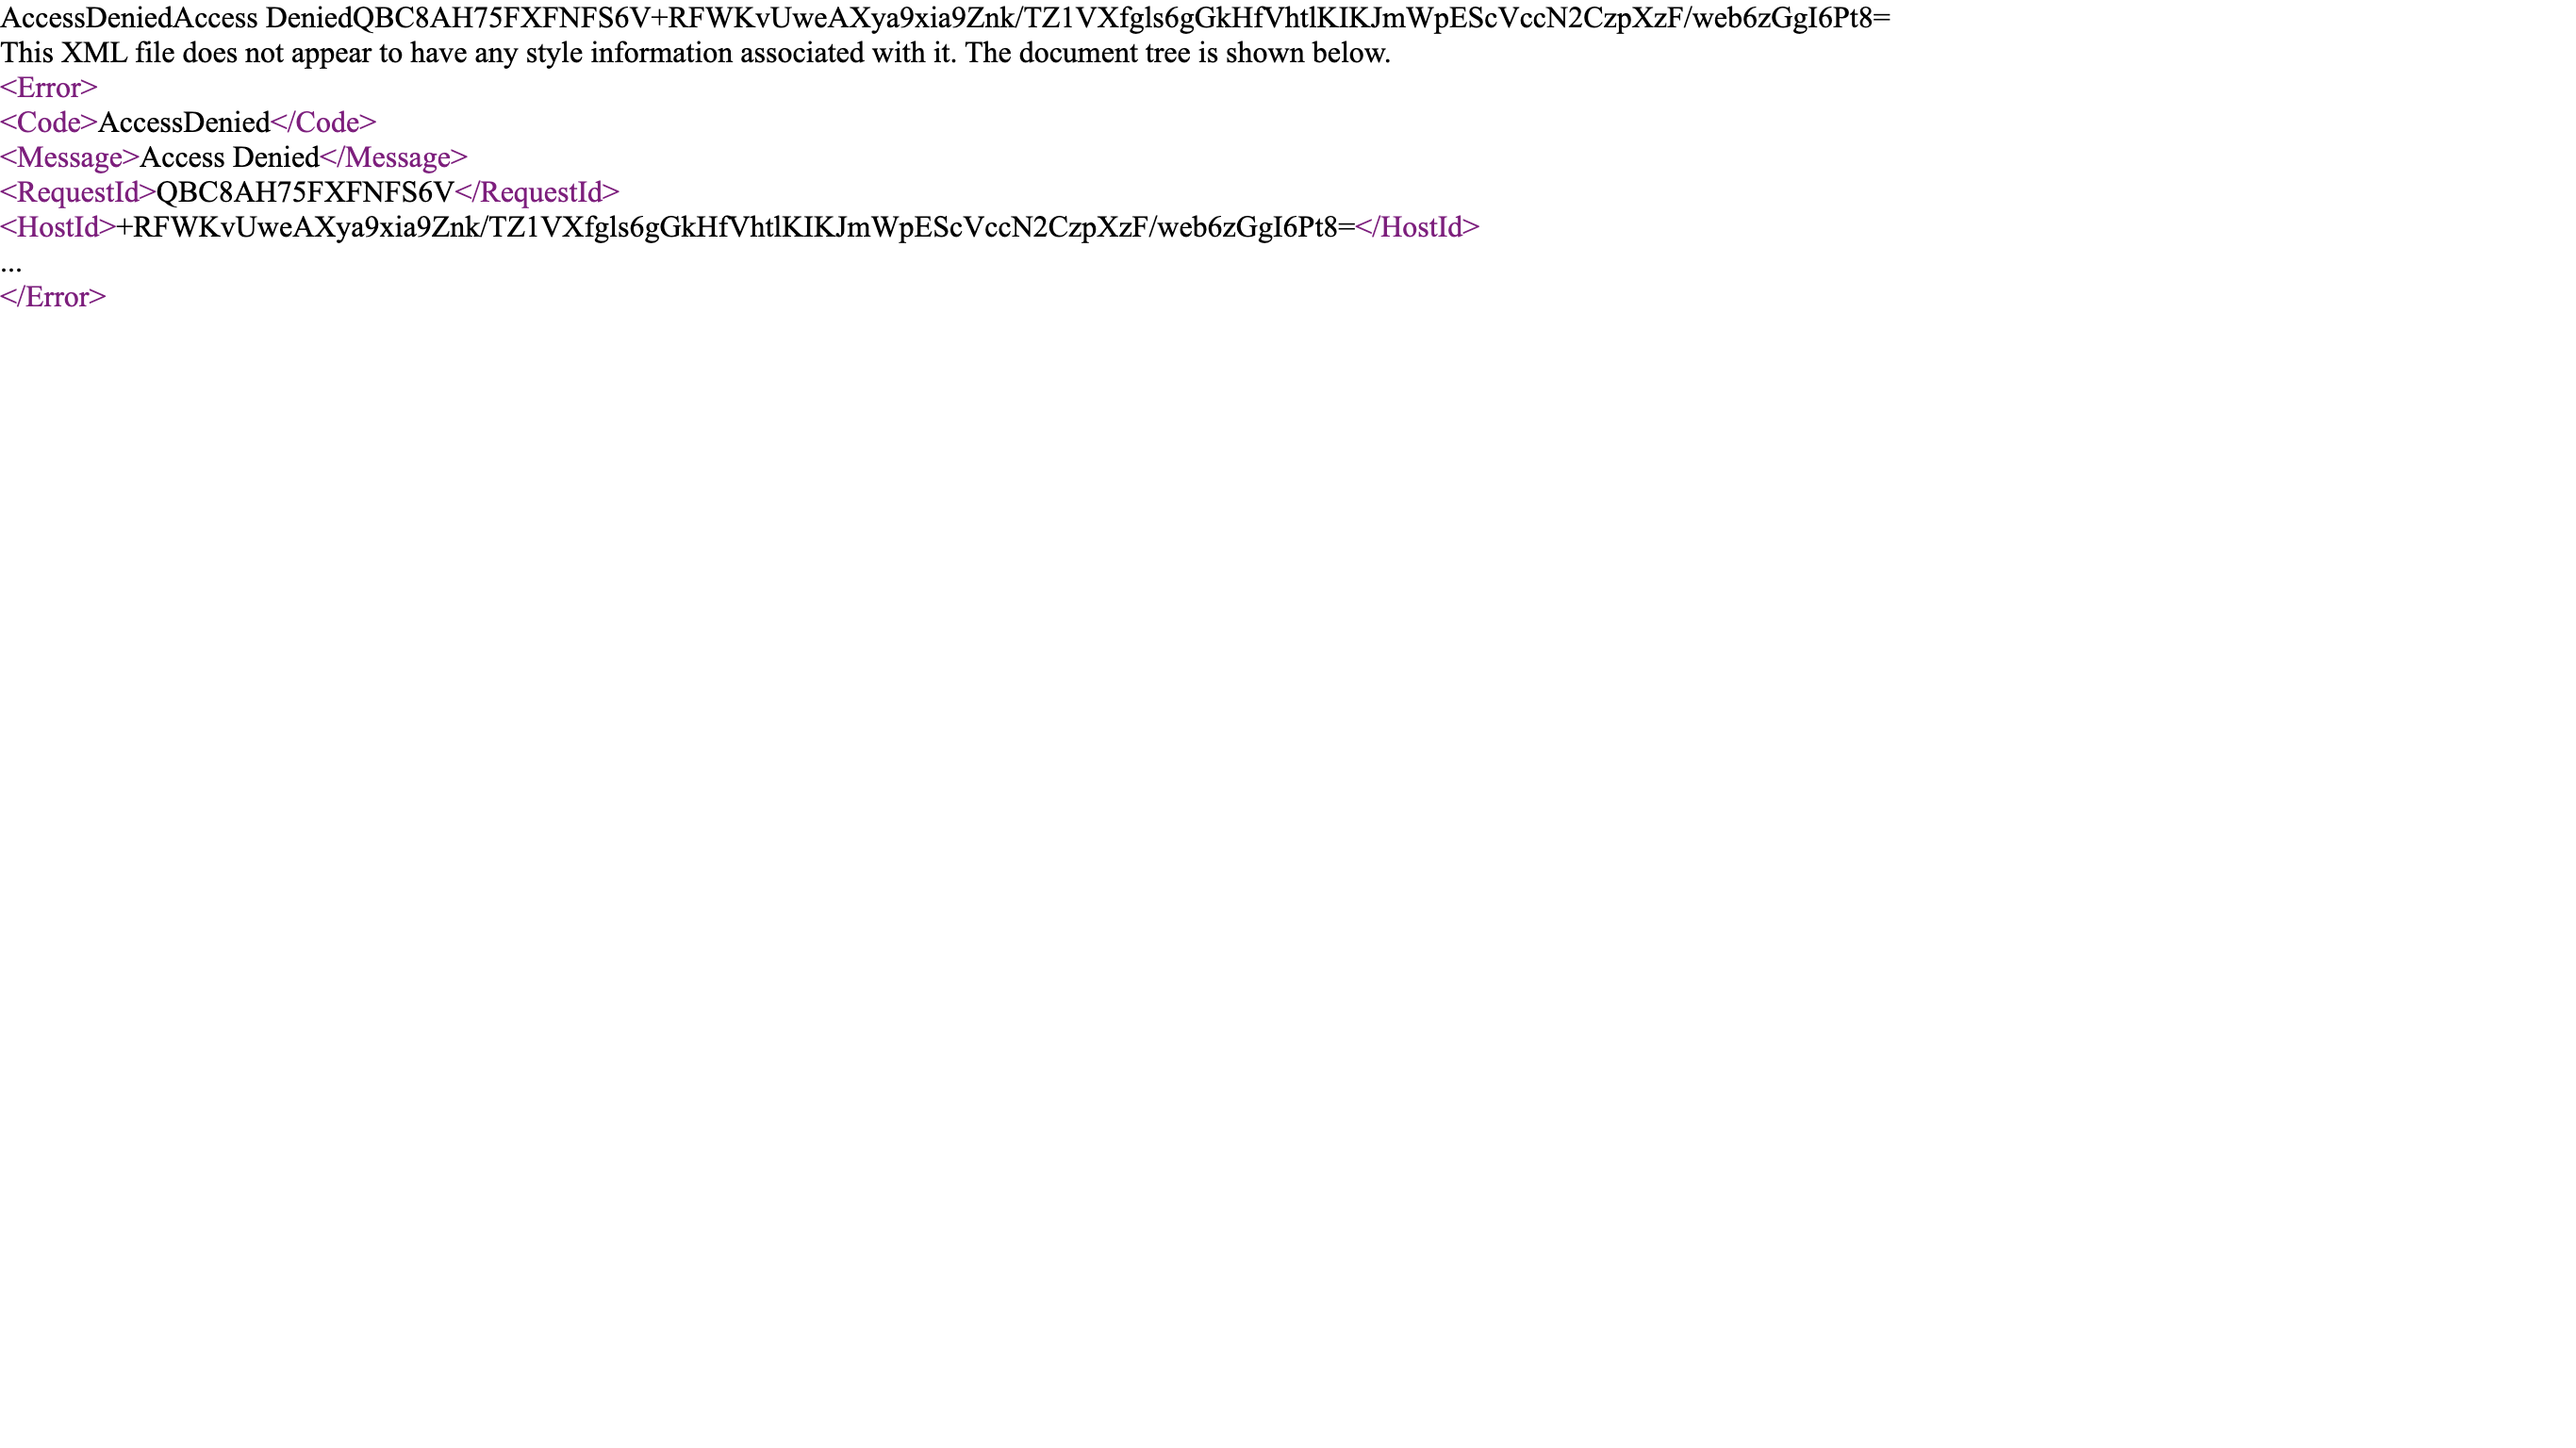 AccessDeniedAccess DeniedQBC8AH75FXFNFS6V+RFWKvUweAXya9xia9Znk/TZ1VXfgls6gGkHfVhtlKIKJmWpEScVccN2CzpXzF/web6zGgI6Pt8=
This XML file does not appear to have any style information associated with it. The document tree is shown below.
<Error>
<Code>AccessDenied</Code>
<Message>Access Denied</Message>
<RequestId>QBC8AH75FXFNFS6V</RequestId>
<HostId>+RFWKvUweAXya9xia9Znk/TZ1VXfgls6gGkHfVhtlKIKJmWpEScVccN2CzpXzF/web6zGgI6Pt8=</HostId>
...
</Error>